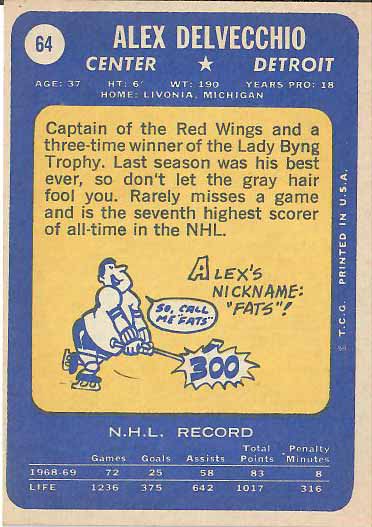 64 ALEX DELVECCHIO
CENTER ★ DETROIT
AGE: 37 HT: 6' WT: 190 YEARS PRO: 18
HOME: LIVONIA, MICHIGAN
Captain of the Red Wings and a
three-time winner of the Lady Byng
Trophy. Last season was his best
ever, so don't let the gray hair
fool you. Rarely misses a game
and is the seventh highest scorer
of all-time in the NHL.
ALEX'S
NICKNAME:
"FATS"!
SO, CALL
ME "FATS"
300
© T.C.G. PRINTED IN U.S.A.
N.H.L. RECORD
Total Penalty
Games Goals Assists Points Minutes
1968-69 72 25 58 83 8
LIFE 1236 375 642 1017 316